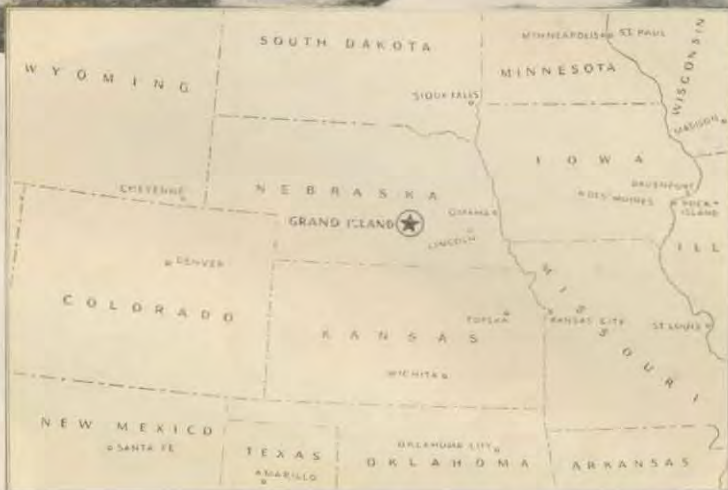 SOUTH DAKOTA
MINNEAPOLIS
ST. PAUL
WYOMING
MINNESOTA
WISCONSIN
SIOUX FALLS
MADISON
IOWA
CHEYENNE
NEBRASKA
DAVENPORT
DES MOINES
ROCK ISLAND
OMAHA
GRAND ISLAND
LINCOLN
ILL
DENVER
COLORADO
TOPEKA
KANSAS CITY
ST. LOUIS
KANSAS
MISSOURI
WICHITA
NEW MEXICO
SANTA FE
TEXAS
AMARILLO
OKLAHOMA CITY
OKLAHOMA
ARKANSAS